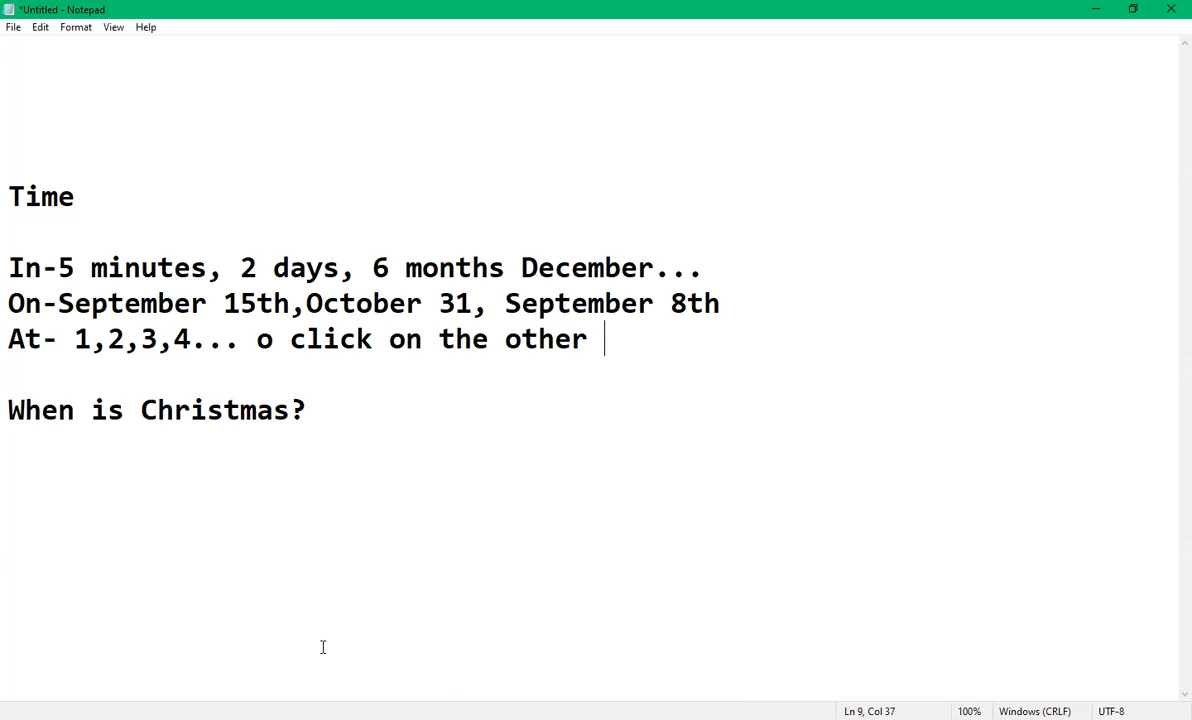 *Untitled - Notepad
File Edit Format View Help
Time
In-5 minutes, 2 days, 6 months December...
On-September 15th,October 31, September 8th
At- 1,2,3,4... o click on the other
When is Christmas?
Ln 9, Col 37 100% Windows (CRLF) UTF-8